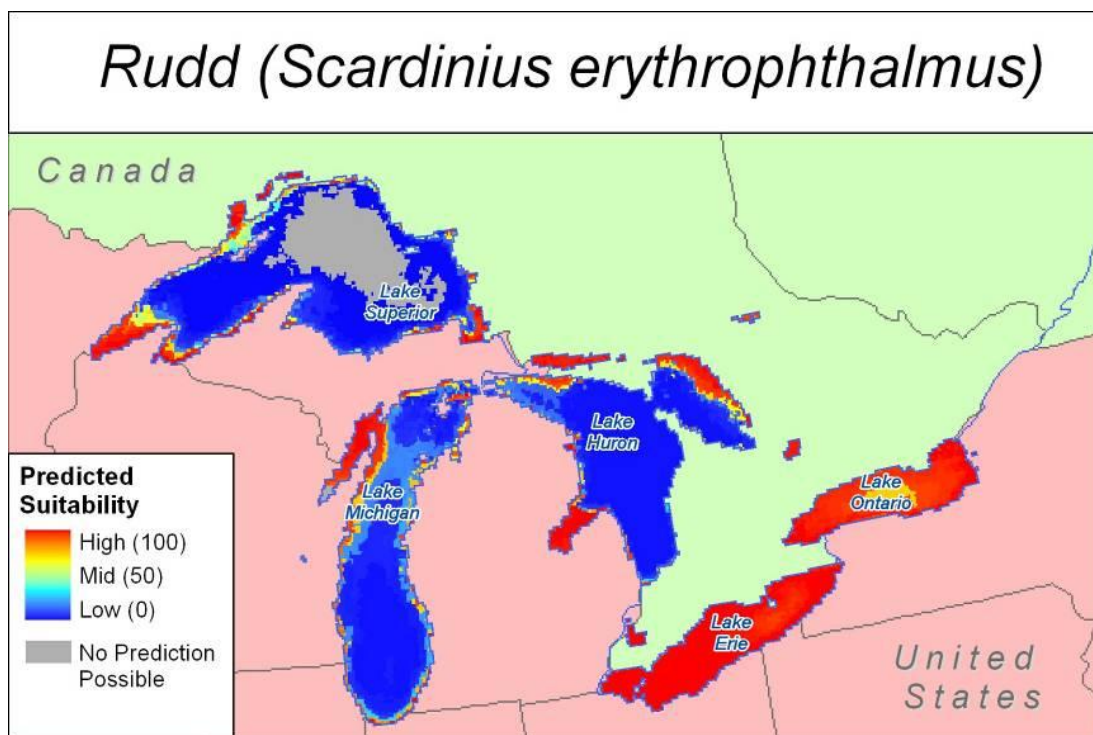 Rudd (Scardinius erythrophthalmus)
Canada
Lake
Superior
Lake
Huron
Lake
Michigan
Lake
Ontario
Lake
Erie
United
States
Predicted
Suitability
High (100)
Mid (50)
Low (0)
No Prediction
Possible